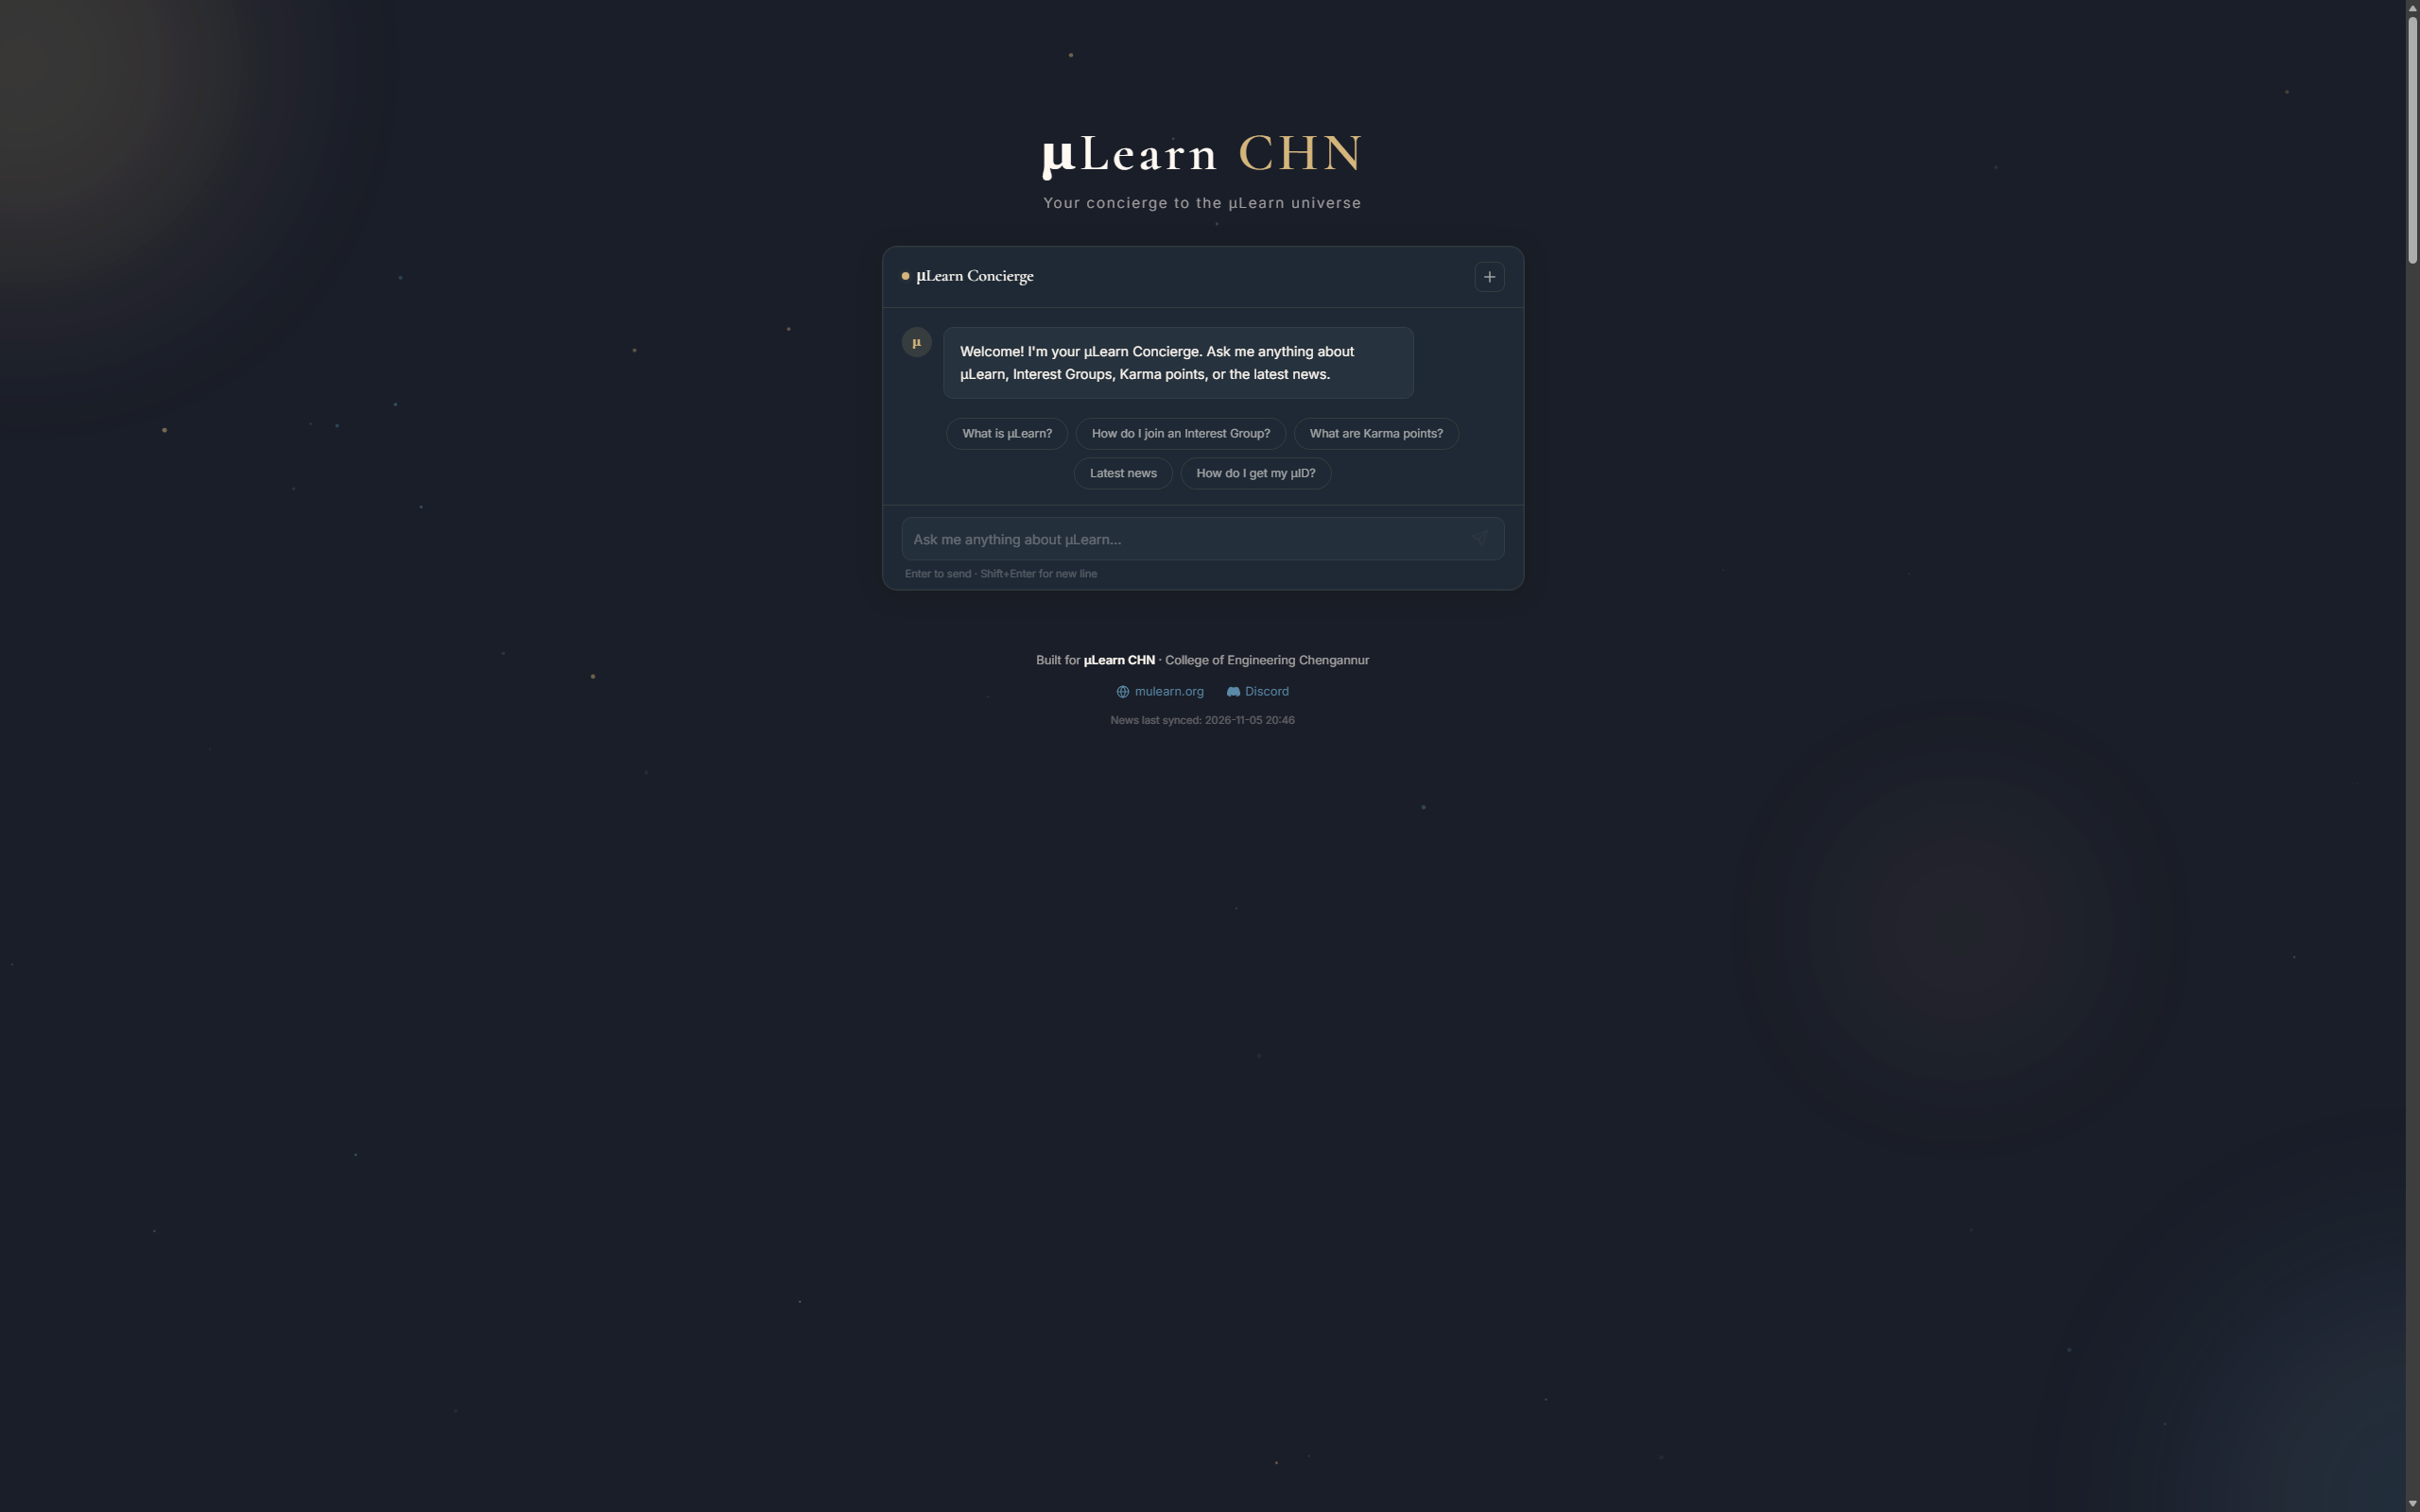 µLearn CHN
Your concierge to the µLearn universe
µLearn Concierge
µ
Welcome! I'm your µLearn Concierge. Ask me anything about
µLearn, Interest Groups, Karma points, or the latest news.
What is µLearn? How do I join an Interest Group? What are Karma points?
Latest news How do I get my µID?
Ask me anything about µLearn...
Enter to send · Shift+Enter for new line
Built for µLearn CHN · College of Engineering Chengannur
mulearn.org Discord
News last synced: 2026-11-05 20:46